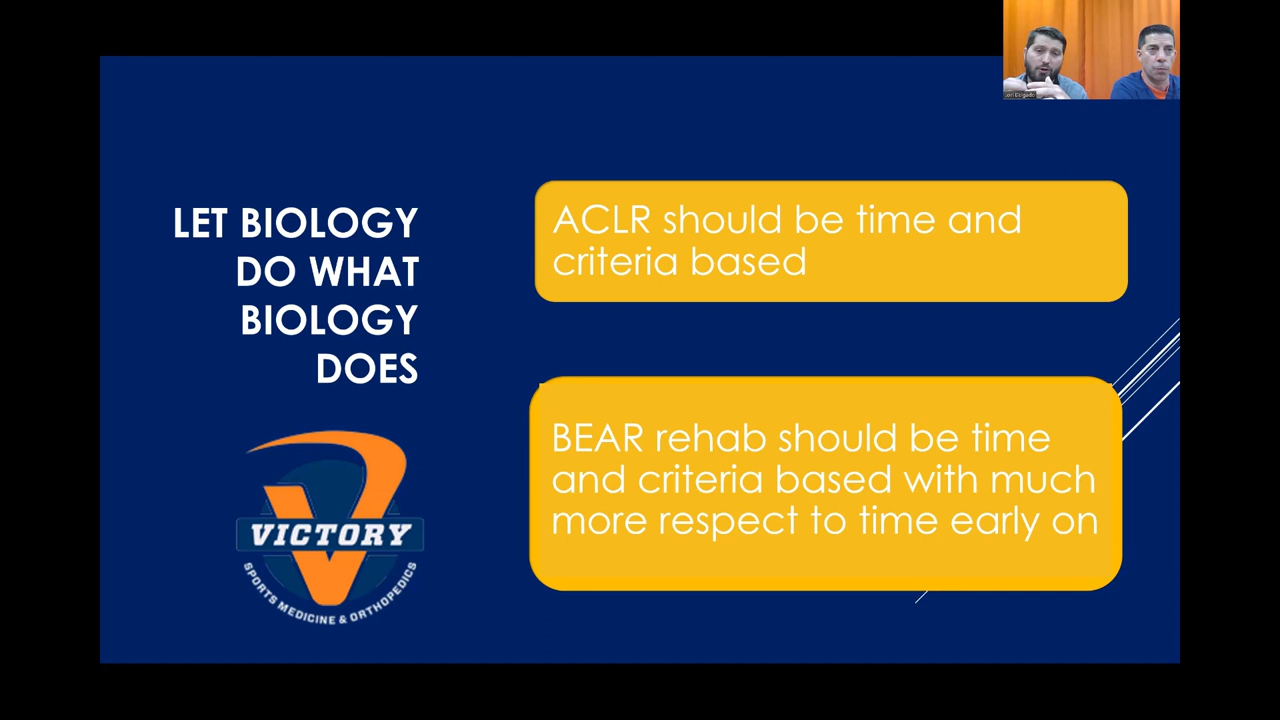 LET BIOLOGY
DO WHAT
BIOLOGY
DOES
ACLR should be time and
criteria based
BEAR rehab should be time
and criteria based with much
more respect to time early on
VICTORY
SPORTS MEDICINE & ORTHOPEDICS